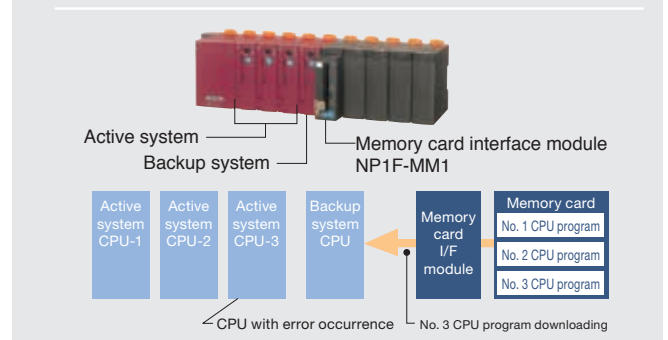 Active system
Backup system
Memory card interface module
NP1F-MM1
Active
system
CPU-1
Active
system
CPU-2
Active
system
CPU-3
Backup
system
CPU
Memory
card
I/F
module
Memory card
No. 1 CPU program
No. 2 CPU program
No. 3 CPU program
CPU with error occurrence
No. 3 CPU program downloading